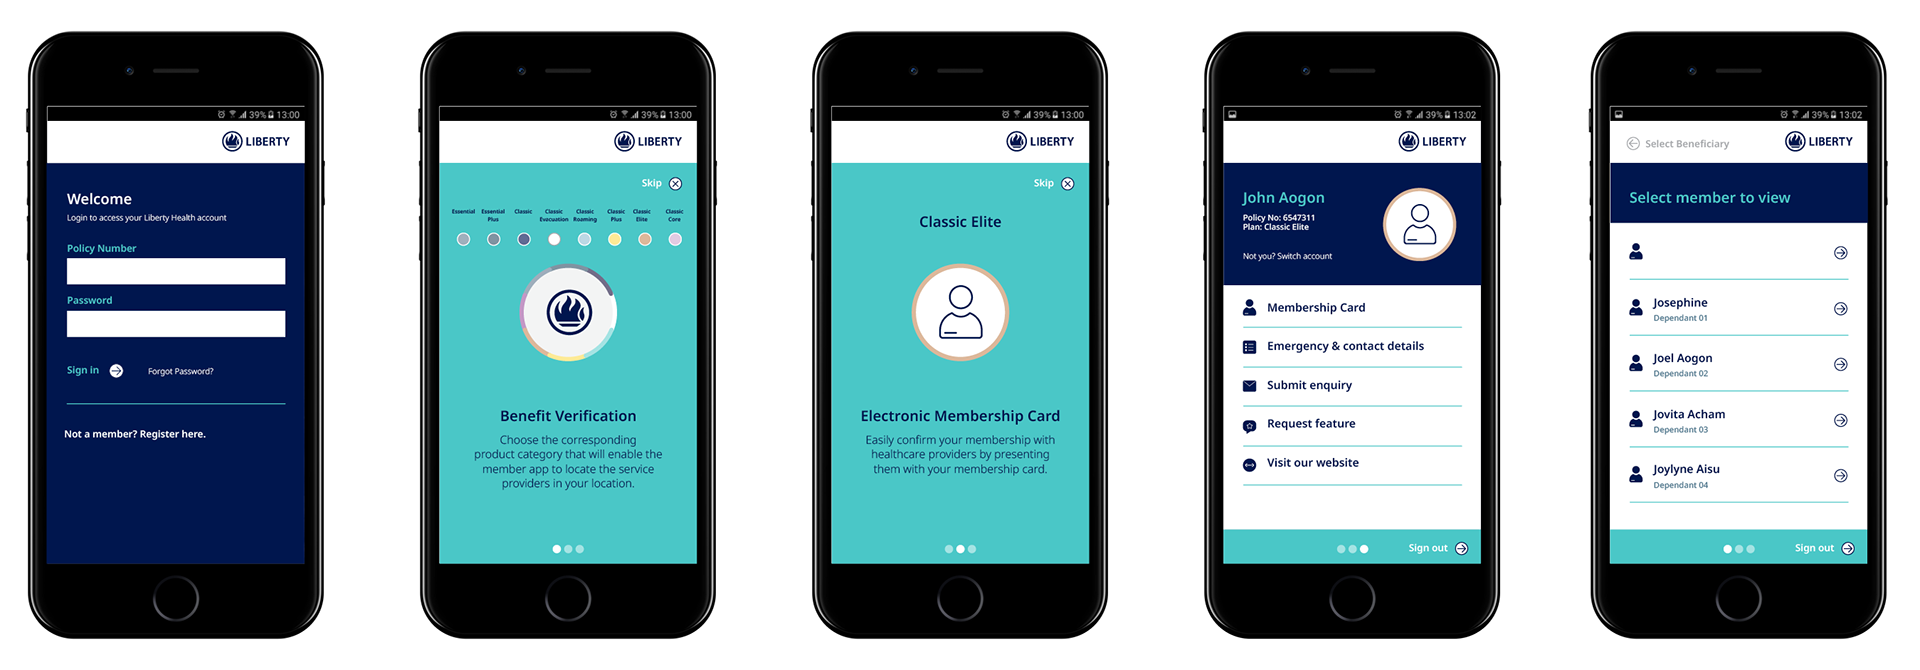 39% 13:00
LIBERTY
Welcome
Login to access your Liberty Health account
Policy Number
Password
Sign in
Forgot Password?
Not a member? Register here.
39% 13:00
LIBERTY
Skip
Essential
Essential Plus
Classic
Classic Evacuation
Classic Roaming
Classic Plus
Classic Elite
Classic Core
Benefit Verification
Choose the corresponding
product category that will enable the
member app to locate the service
providers in your location.
39% 13:00
LIBERTY
Skip
Classic Elite
Electronic Membership Card
Easily confirm your membership with
healthcare providers by presenting
them with your membership card.
39% 13:02
LIBERTY
John Aogon
Policy No: 6547311
Plan: Classic Elite
Not you? Switch account
Membership Card
Emergency & contact details
Submit enquiry
Request feature
Visit our website
Sign out
39% 13:02
Select Beneficiary
LIBERTY
Select member to view
Josephine
Dependant 01
Joel Aogon
Dependant 02
Jovita Acham
Dependant 03
Joylyne Aisu
Dependant 04
Sign out